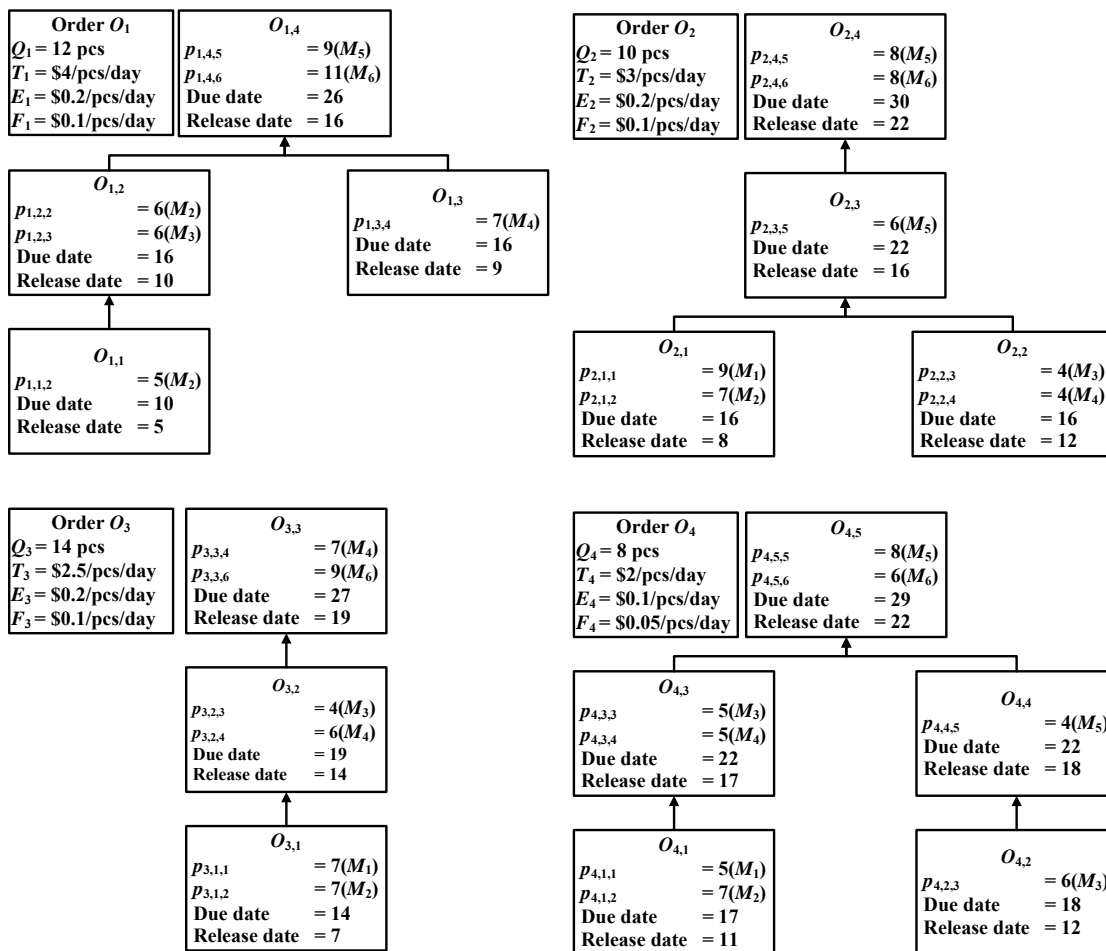 Order O₁
Q₁ = 12 pcs
T₁ = $4/pcs/day
E₁ = $0.2/pcs/day
F₁ = $0.1/pcs/day
O₁,₄
p₁,₄,₅ = 9(M₅)
p₁,₄,₆ = 11(M₆)
Due date = 26
Release date = 16
O₁,₂
p₁,₂,₂ = 6(M₂)
p₁,₂,₃ = 6(M₃)
Due date = 16
Release date = 10
O₁,₃
p₁,₃,₄ = 7(M₄)
Due date = 16
Release date = 9
O₁,₁
p₁,₁,₂ = 5(M₂)
Due date = 10
Release date = 5
Order O₂
Q₂ = 10 pcs
T₂ = $3/pcs/day
E₂ = $0.2/pcs/day
F₂ = $0.1/pcs/day
O₂,₄
p₂,₄,₅ = 8(M₅)
p₂,₄,₆ = 8(M₆)
Due date = 30
Release date = 22
O₂,₃
p₂,₃,₅ = 6(M₅)
Due date = 22
Release date = 16
O₂,₁
p₂,₁,₁ = 9(M₁)
p₂,₁,₂ = 7(M₂)
Due date = 16
Release date = 8
O₂,₂
p₂,₂,₃ = 4(M₃)
p₂,₂,₄ = 4(M₄)
Due date = 16
Release date = 12
Order O₃
Q₃ = 14 pcs
T₃ = $2.5/pcs/day
E₃ = $0.2/pcs/day
F₃ = $0.1/pcs/day
O₃,₃
p₃,₃,₄ = 7(M₄)
p₃,₃,₆ = 9(M₆)
Due date = 27
Release date = 19
O₃,₂
p₃,₂,₃ = 4(M₃)
p₃,₂,₄ = 6(M₄)
Due date = 19
Release date = 14
O₃,₁
p₃,₁,₁ = 7(M₁)
p₃,₁,₂ = 7(M₂)
Due date = 14
Release date = 7
Order O₄
Q₄ = 8 pcs
T₄ = $2/pcs/day
E₄ = $0.1/pcs/day
F₄ = $0.05/pcs/day
O₄,₅
p₄,₅,₅ = 8(M₅)
p₄,₅,₆ = 6(M₆)
Due date = 29
Release date = 22
O₄,₃
p₄,₃,₃ = 5(M₃)
p₄,₃,₄ = 5(M₄)
Due date = 22
Release date = 17
O₄,₄
p₄,₄,₅ = 4(M₅)
Due date = 22
Release date = 18
O₄,₁
p₄,₁,₁ = 5(M₁)
p₄,₁,₂ = 7(M₂)
Due date = 17
Release date = 11
O₄,₂
p₄,₂,₃ = 6(M₃)
Due date = 18
Release date = 12